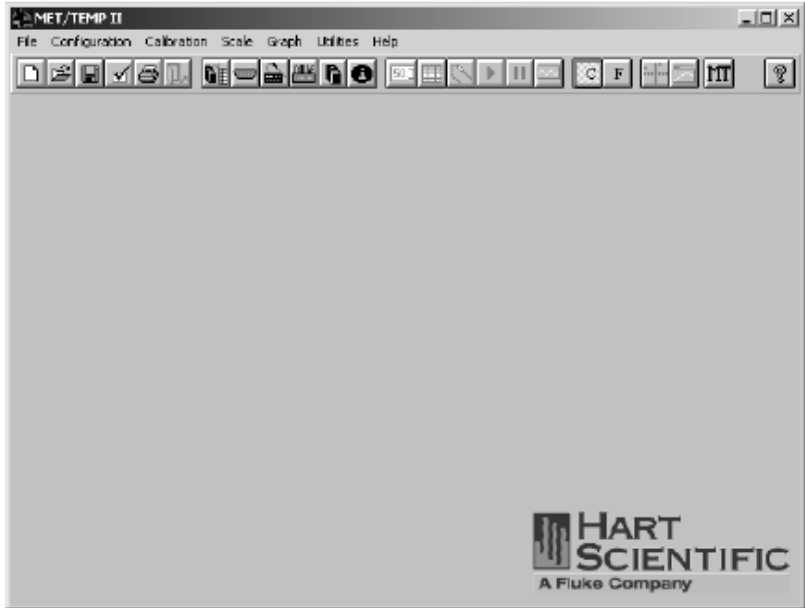 MET/TEMP II
File Configuration Calibration Scale Graph Utilities Help
50 C F MT ?
HART
SCIENTIFIC
A Fluke Company